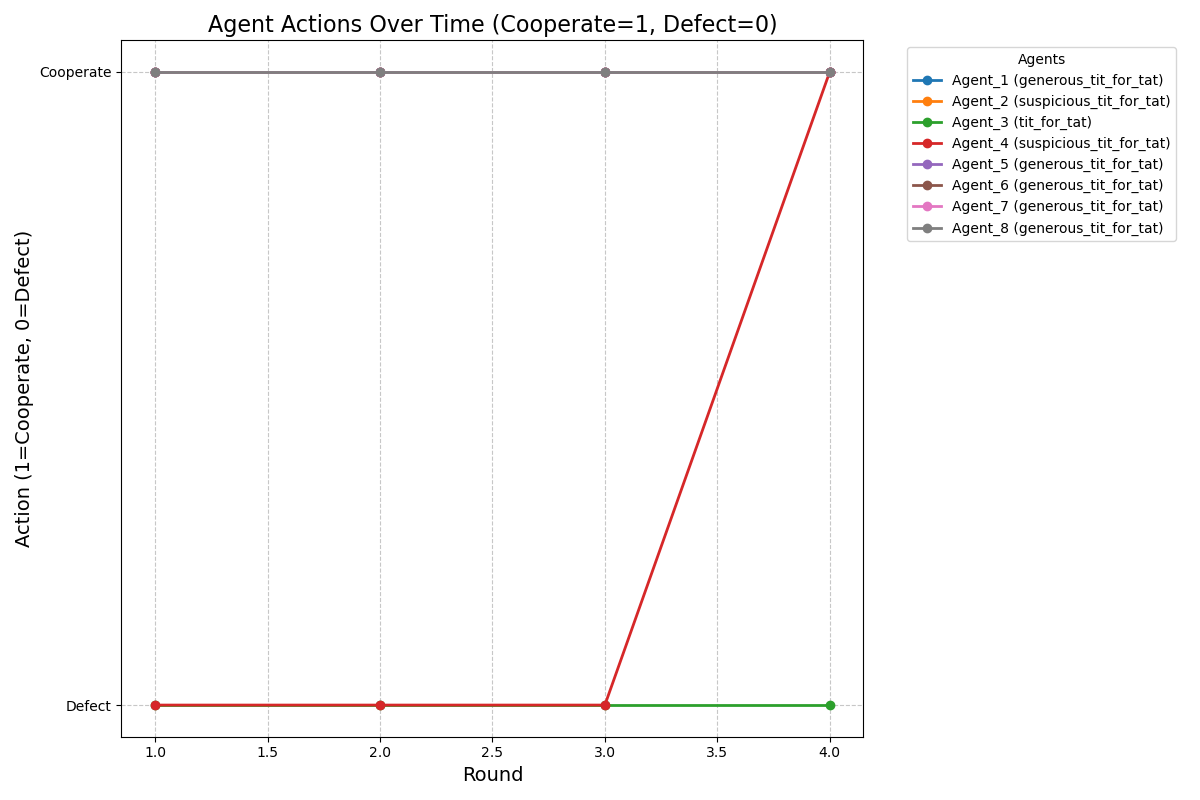 Agent Actions Over Time (Cooperate=1, Defect=0)
Action (1=Cooperate, 0=Defect)
Cooperate
Defect
1.0 1.5 2.0 2.5 3.0 3.5 4.0
Round
Agents
Agent_1 (generous_tit_for_tat)
Agent_2 (suspicious_tit_for_tat)
Agent_3 (tit_for_tat)
Agent_4 (suspicious_tit_for_tat)
Agent_5 (generous_tit_for_tat)
Agent_6 (generous_tit_for_tat)
Agent_7 (generous_tit_for_tat)
Agent_8 (generous_tit_for_tat)